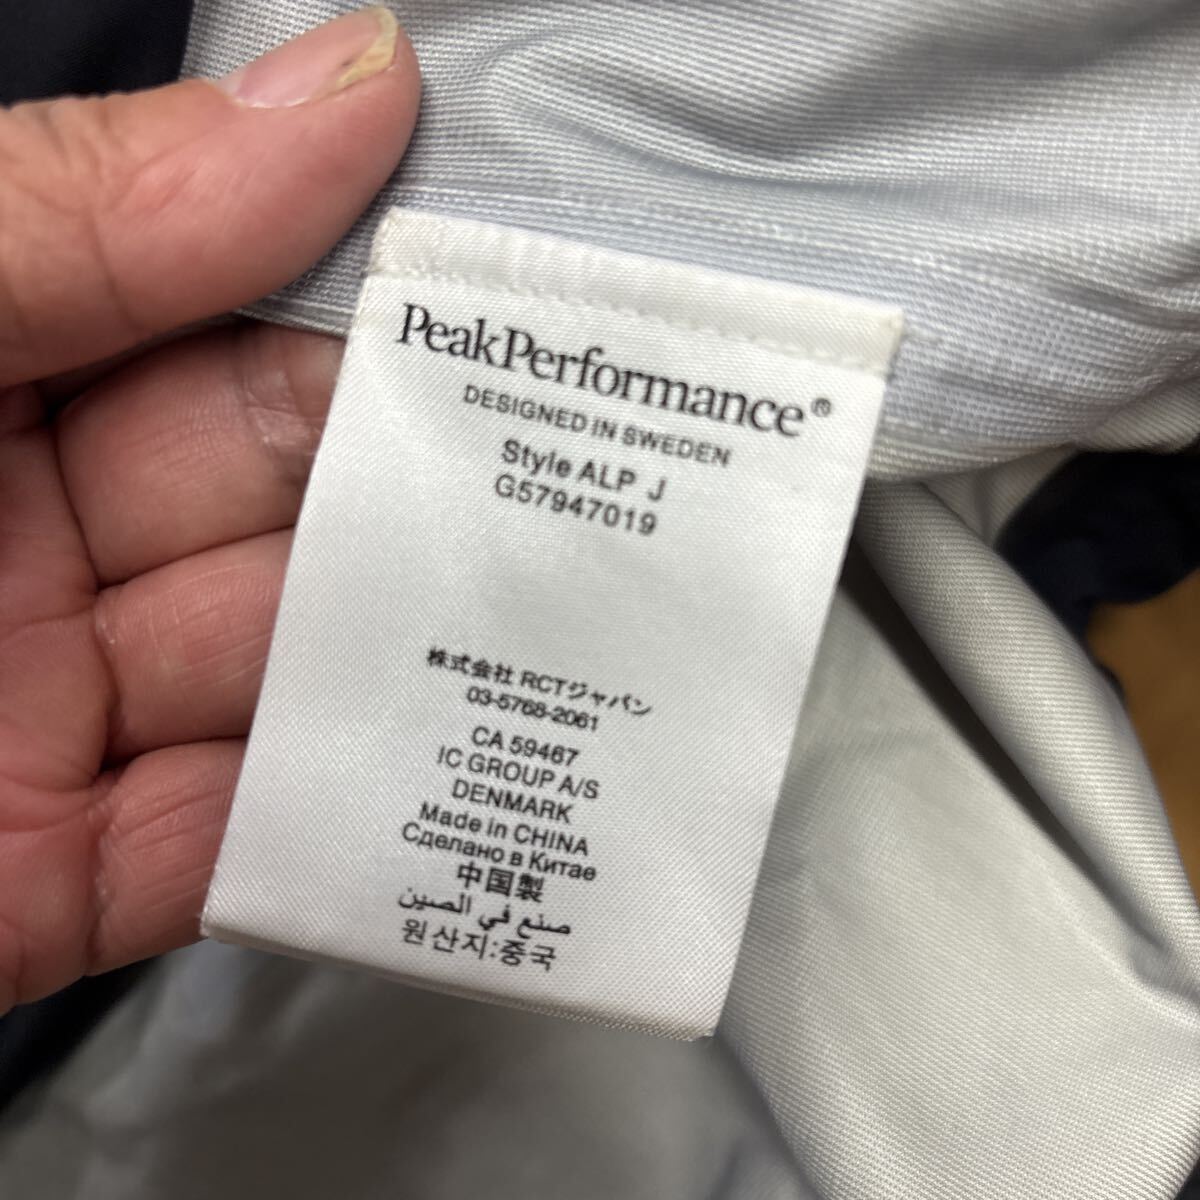 PeakPerformance®
DESIGNED IN SWEDEN
Style ALP J
G57947019
株式会社 RCTジャパン
03-5768-2061
CA 59467
IC GROUP A/S
DENMARK
Made in CHINA
Сделано в Китае
中国製
صنع في الصين
원산지:중국